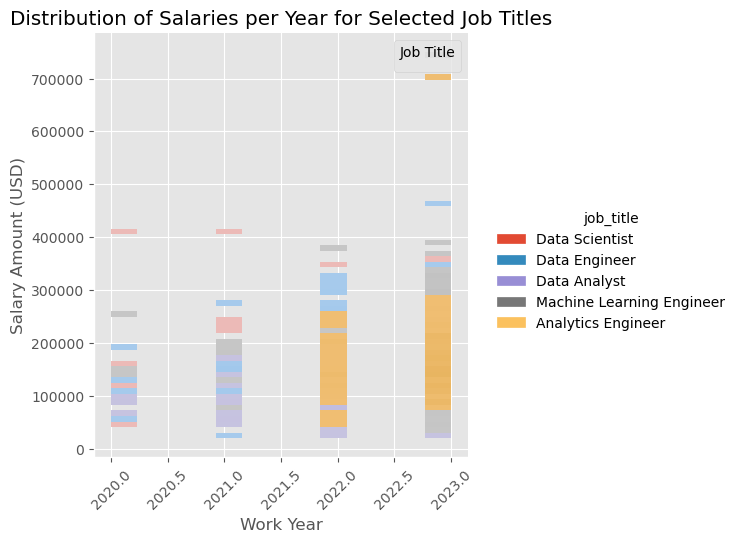 Distribution of Salaries per Year for Selected Job Titles
Job Title
700000
600000
500000
400000
300000
200000
100000
0
Salary Amount (USD)
2020.0
2020.5
2021.0
2021.5
2022.0
2022.5
2023.0
Work Year
job_title
Data Scientist
Data Engineer
Data Analyst
Machine Learning Engineer
Analytics Engineer